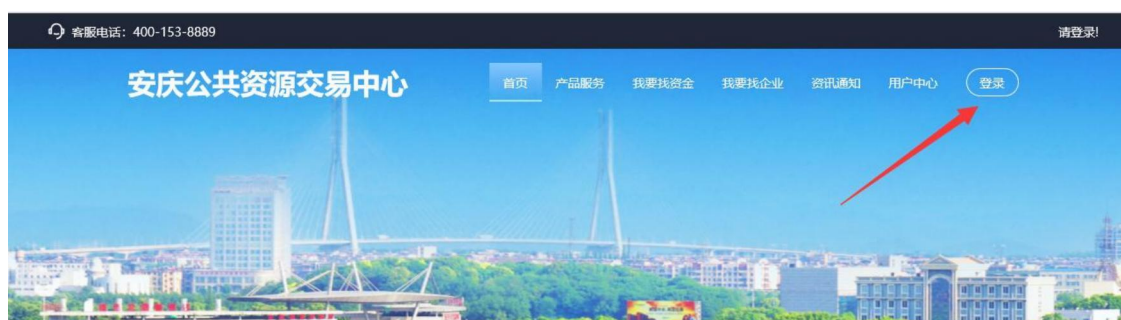 客服电话：400-153-8889
请登录!
安庆公共资源交易中心 首页 产品服务 我要找资金 我要找企业 资讯通知 用户中心 登录